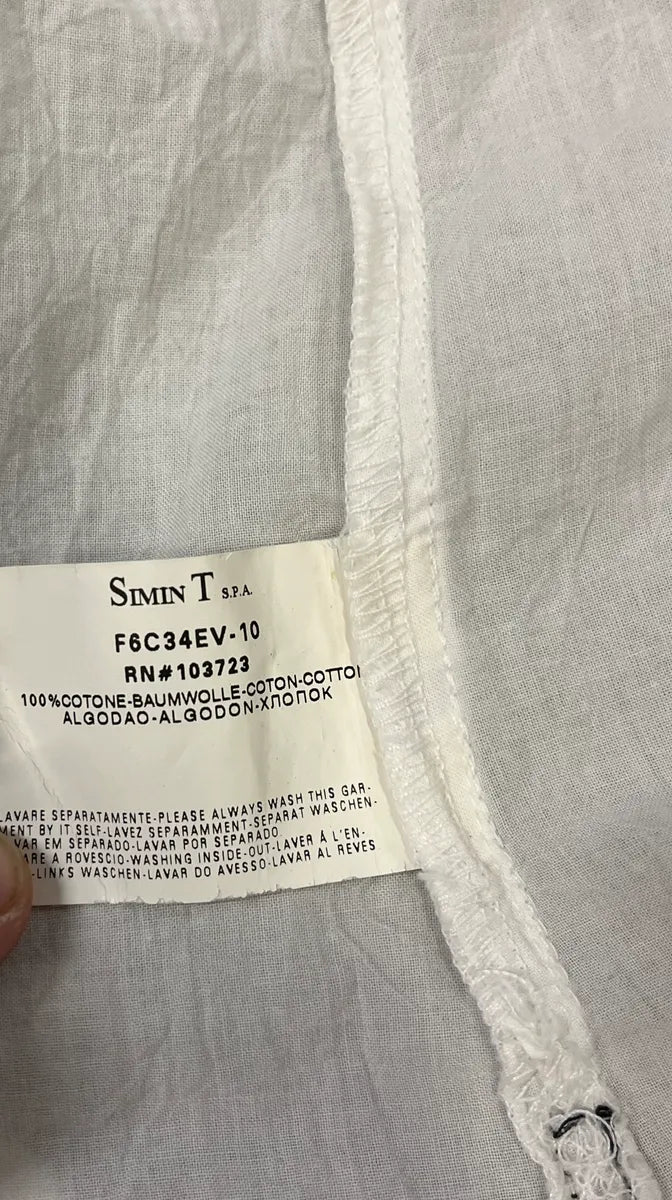 SIMIN T S.P.A.
F6C34EV-10
RN#103723
100%COTONE-BAUMWOLLE-COTON-COTTO
ALGODAO-ALGODON-ХЛОПОК
LAVARE SEPARATAMENTE-PLEASE ALWAYS WASH THIS GAR-
MENT BY IT SELF-LAVEZ SEPARAMMENT-SEPARAT WASCHEN-
VAR EM SEPARADO-LAVAR POR SEPARADO.
ARE A ROVESCIO-WASHING INSIDE-OUT-LAVER À L'EN-
-LINKS WASCHEN-LAVAR DO AVESSO-LAVAR AL REVES